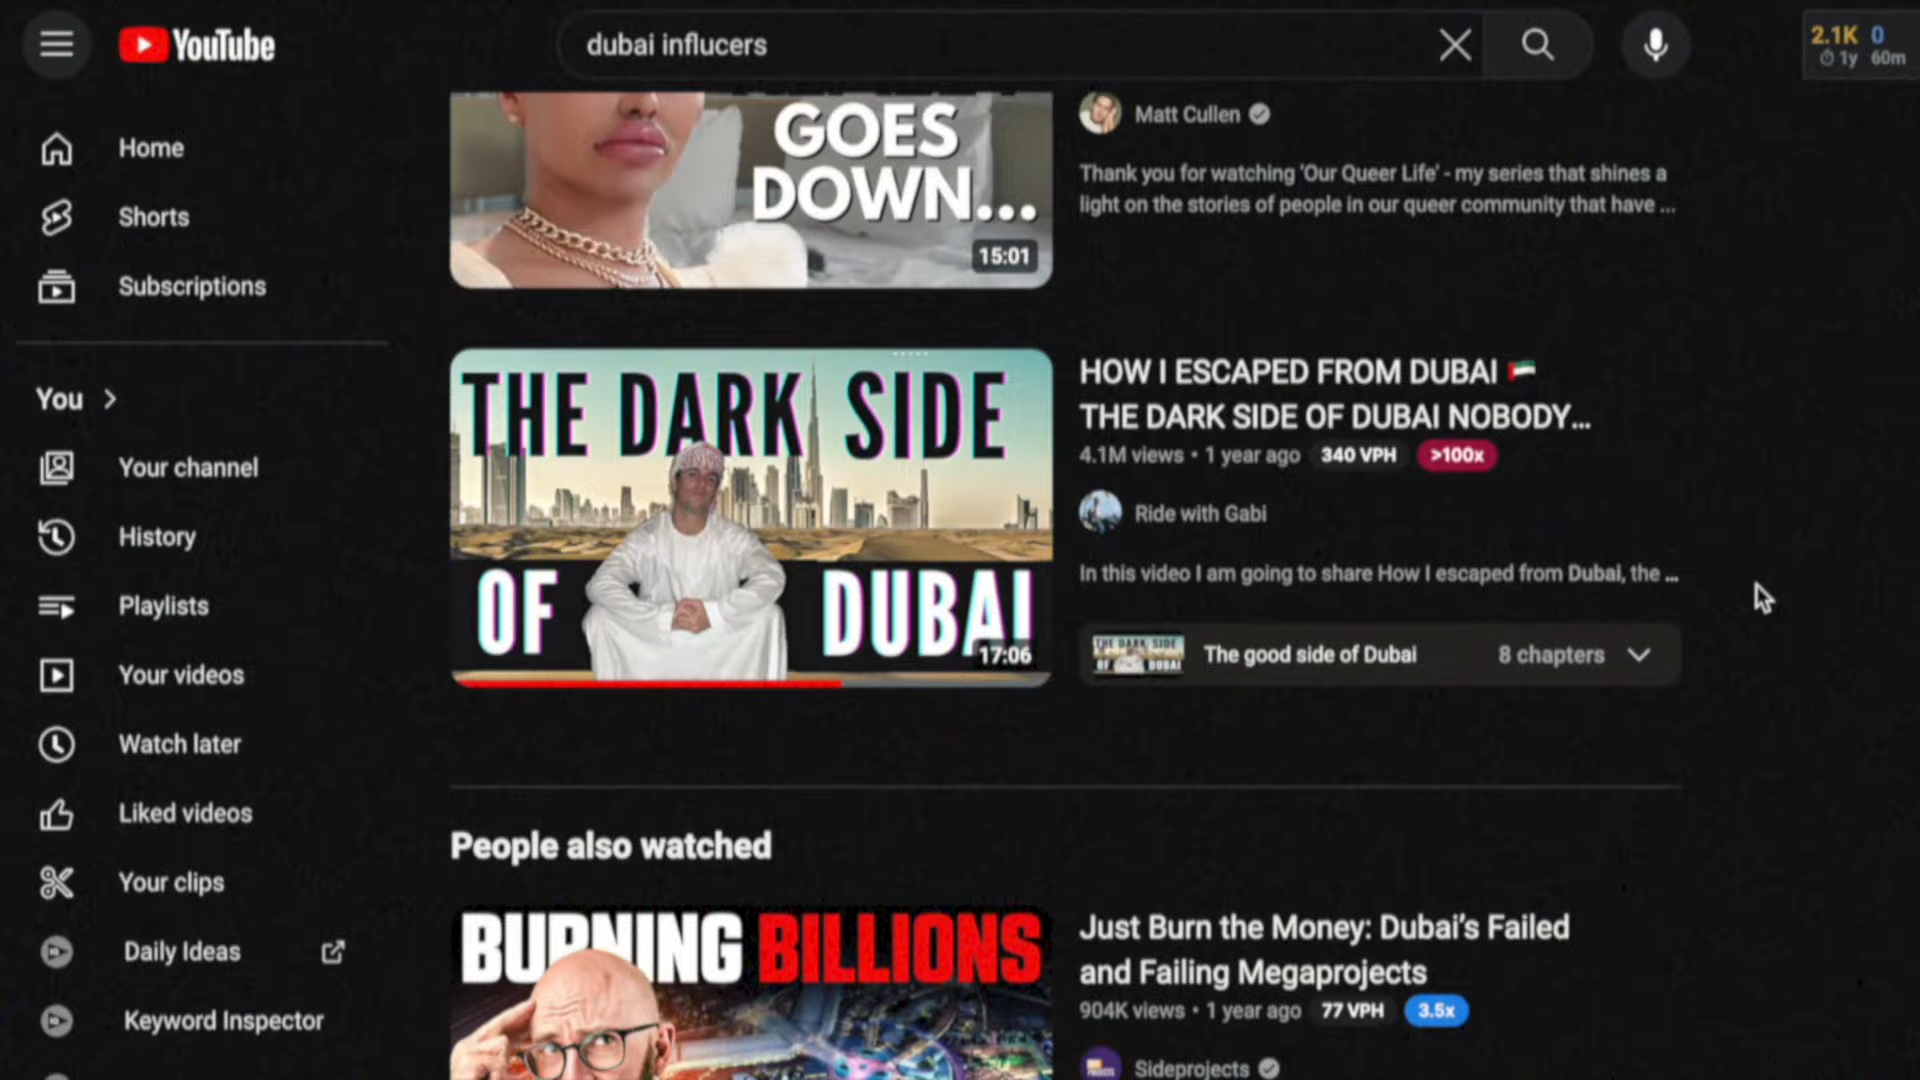 YouTube
dubai influcers
2.1K 0
1y 60m
Home
Shorts
Subscriptions
You
Your channel
History
Playlists
Your videos
Watch later
Liked videos
Your clips
Daily Ideas
Keyword Inspector
GOES
DOWN...
15:01
Matt Cullen
Thank you for watching 'Our Queer Life' - my series that shines a
light on the stories of people in our queer community that have ...
THE DARK SIDE
OF DUBAI
17:06
HOW I ESCAPED FROM DUBAI
THE DARK SIDE OF DUBAI NOBODY...
4.1M views • 1 year ago 340 VPH >100x
Ride with Gabi
In this video I am going to share How I escaped from Dubai, the ...
THE DARK SIDE
OF DUBAI
The good side of Dubai 8 chapters
People also watched
BURNING BILLIONS
Just Burn the Money: Dubai’s Failed
and Failing Megaprojects
904K views • 1 year ago 77 VPH 3.5x
Sideprojects